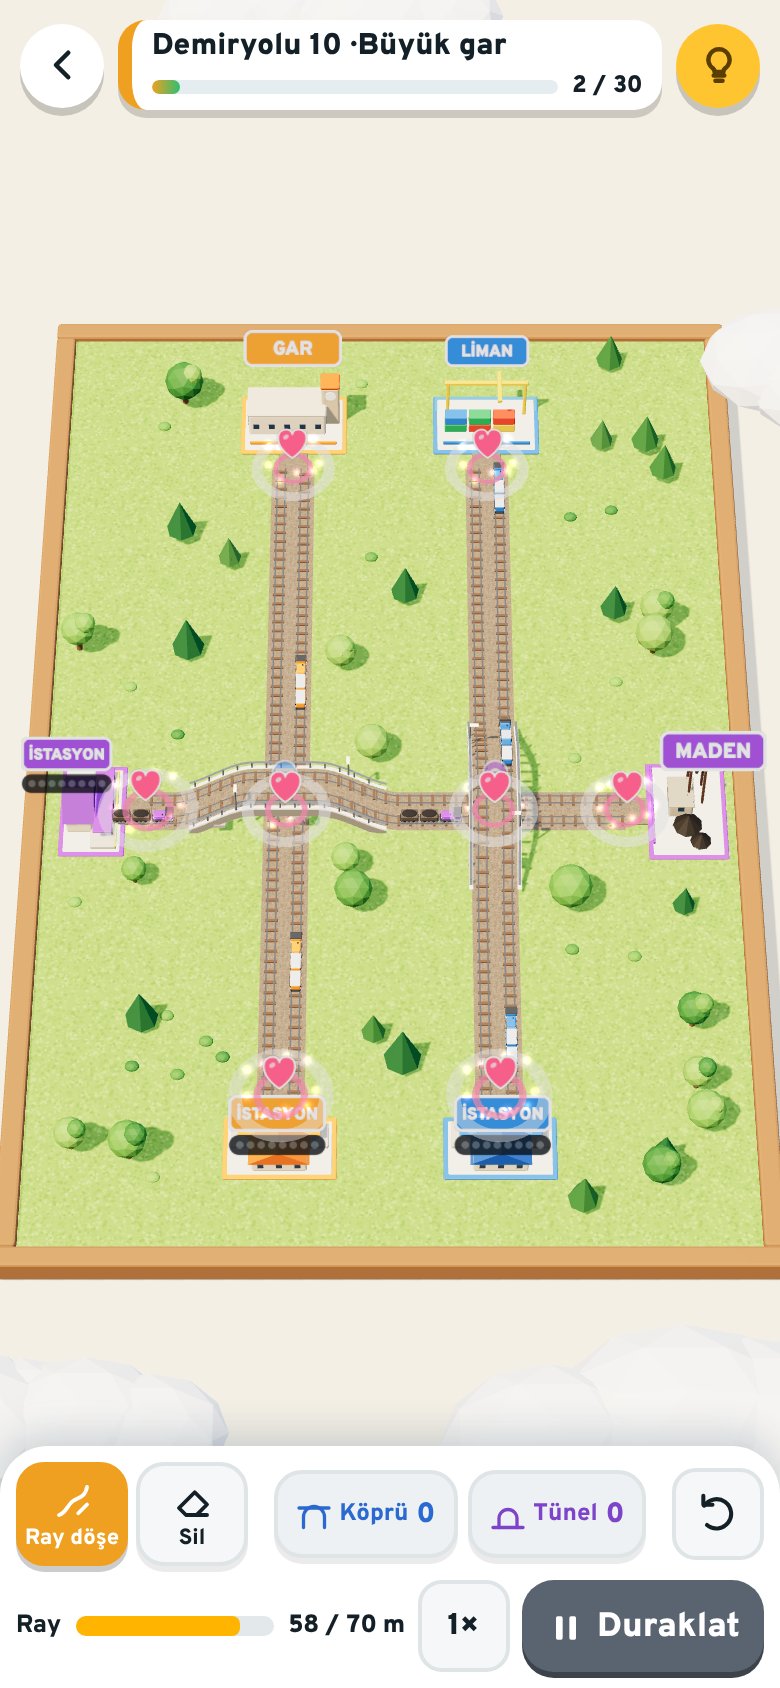 Demiryolu 10 ·Büyük gar
2 / 30
GAR
LİMAN
İSTASYON
MADEN
İSTASYON
İSTASYON
Ray döşe
Sil
Köprü 0
Tünel 0
Ray
58 / 70 m
1×
Duraklat